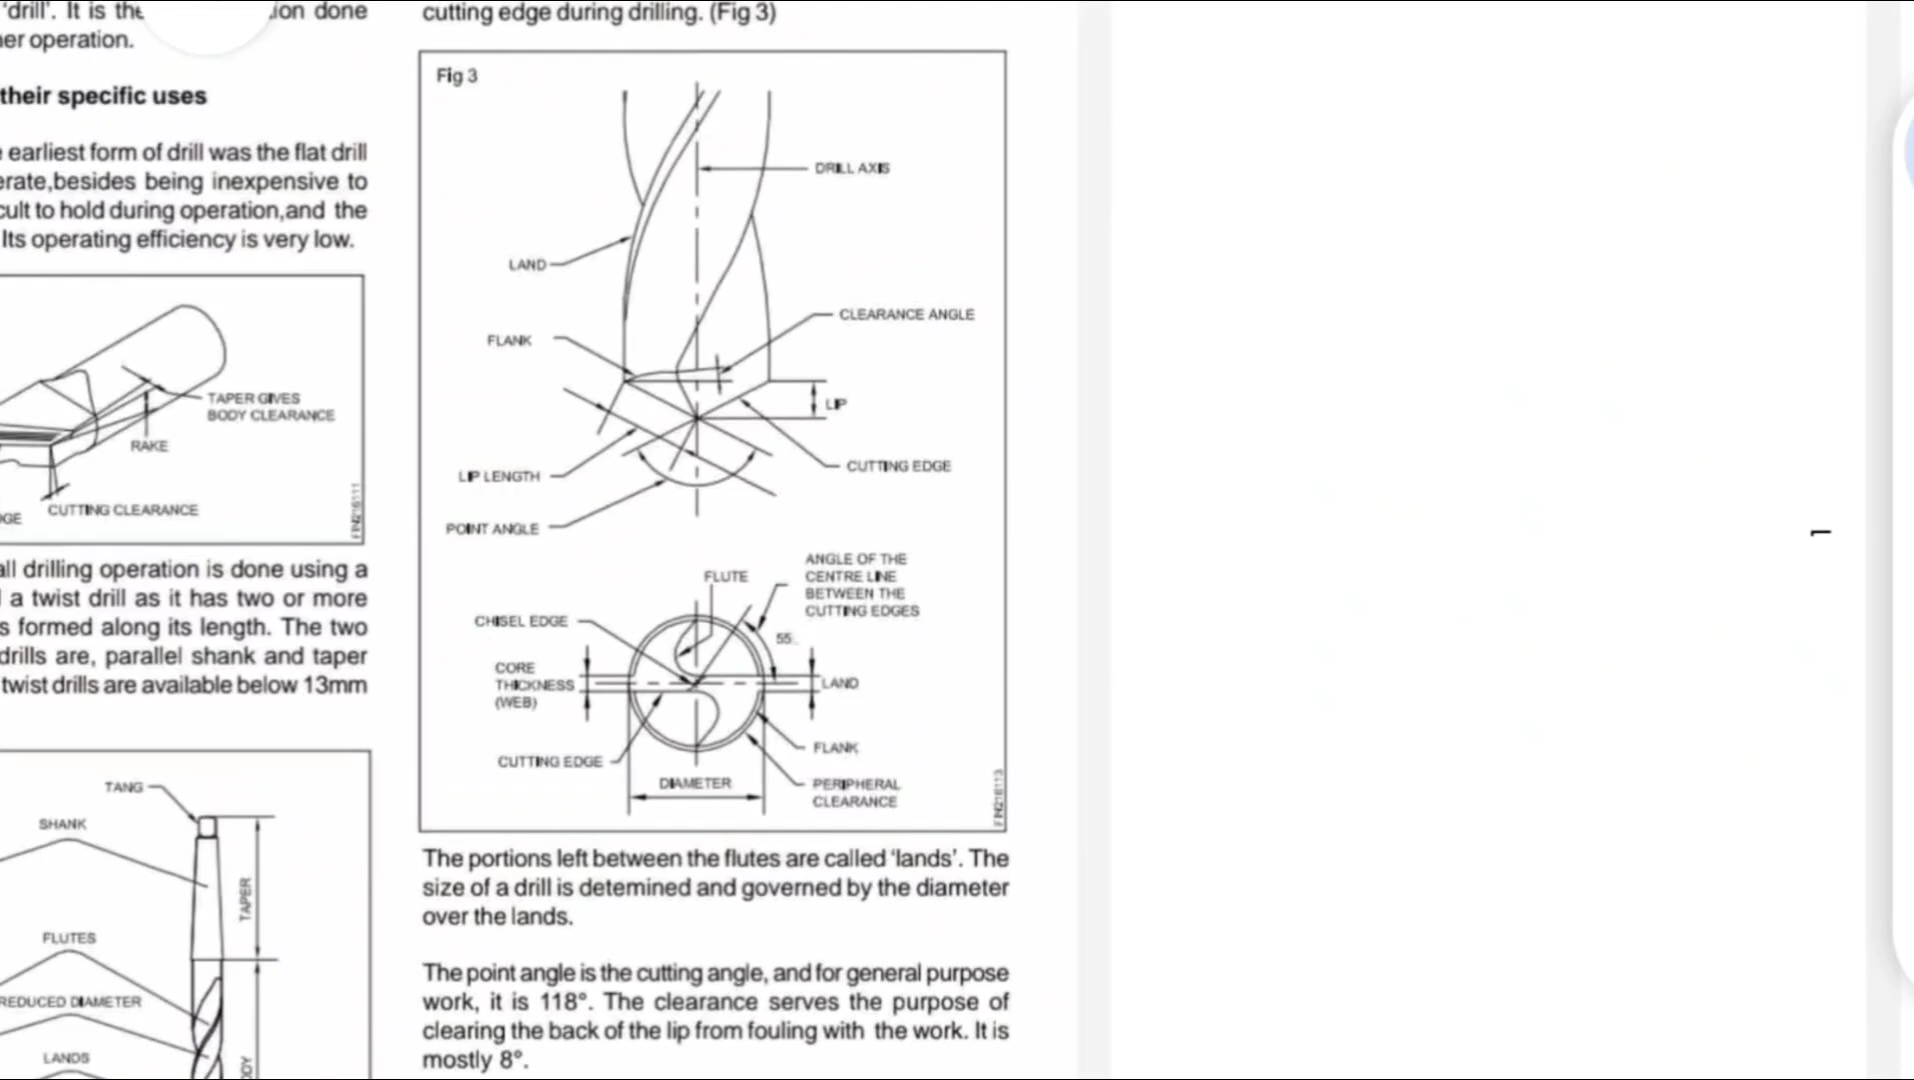 'drill'. It is the
ion done
er operation.
their specific uses
earliest form of drill was the flat drill
erate,besides being inexpensive to
cult to hold during operation,and the
Its operating efficiency is very low.
TAPER GIVES
BODY CLEARANCE
RAKE
CUTTING CLEARANCE
GE
FIN216111
all drilling operation is done using a
a twist drill as it has two or more
s formed along its length. The two
drills are, parallel shank and taper
twist drills are available below 13mm
TANG
SHANK
TAPER
FLUTES
REDUCED DIAMETER
LANDS
cutting edge during drilling. (Fig 3)
Fig 3
DRILL AXIS
LAND
CLEARANCE ANGLE
FLANK
LIP
LIP LENGTH
CUTTING EDGE
POINT ANGLE
ANGLE OF THE
CENTRE LINE
BETWEEN THE
CUTTING EDGES
FLUTE
CHISEL EDGE
55
CORE
THICKNESS
(WEB)
LAND
FLANK
CUTTING EDGE
DIAMETER
PERIPHERAL
CLEARANCE
FIN216113
The portions left between the flutes are called 'lands'. The
size of a drill is detemined and governed by the diameter
over the lands.
The point angle is the cutting angle, and for general purpose
work, it is 118°. The clearance serves the purpose of
clearing the back of the lip from fouling with the work. It is
mostly 8°.